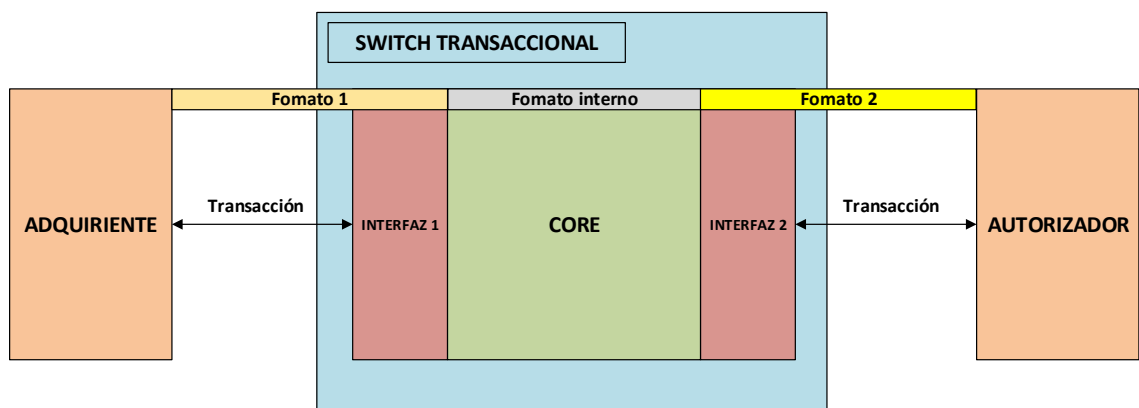 SWITCH TRANSACCIONAL
Fomato 1
Fomato interno
Fomato 2
ADQUIRIENTE
Transacción
INTERFAZ 1
CORE
INTERFAZ 2
Transacción
AUTORIZADOR